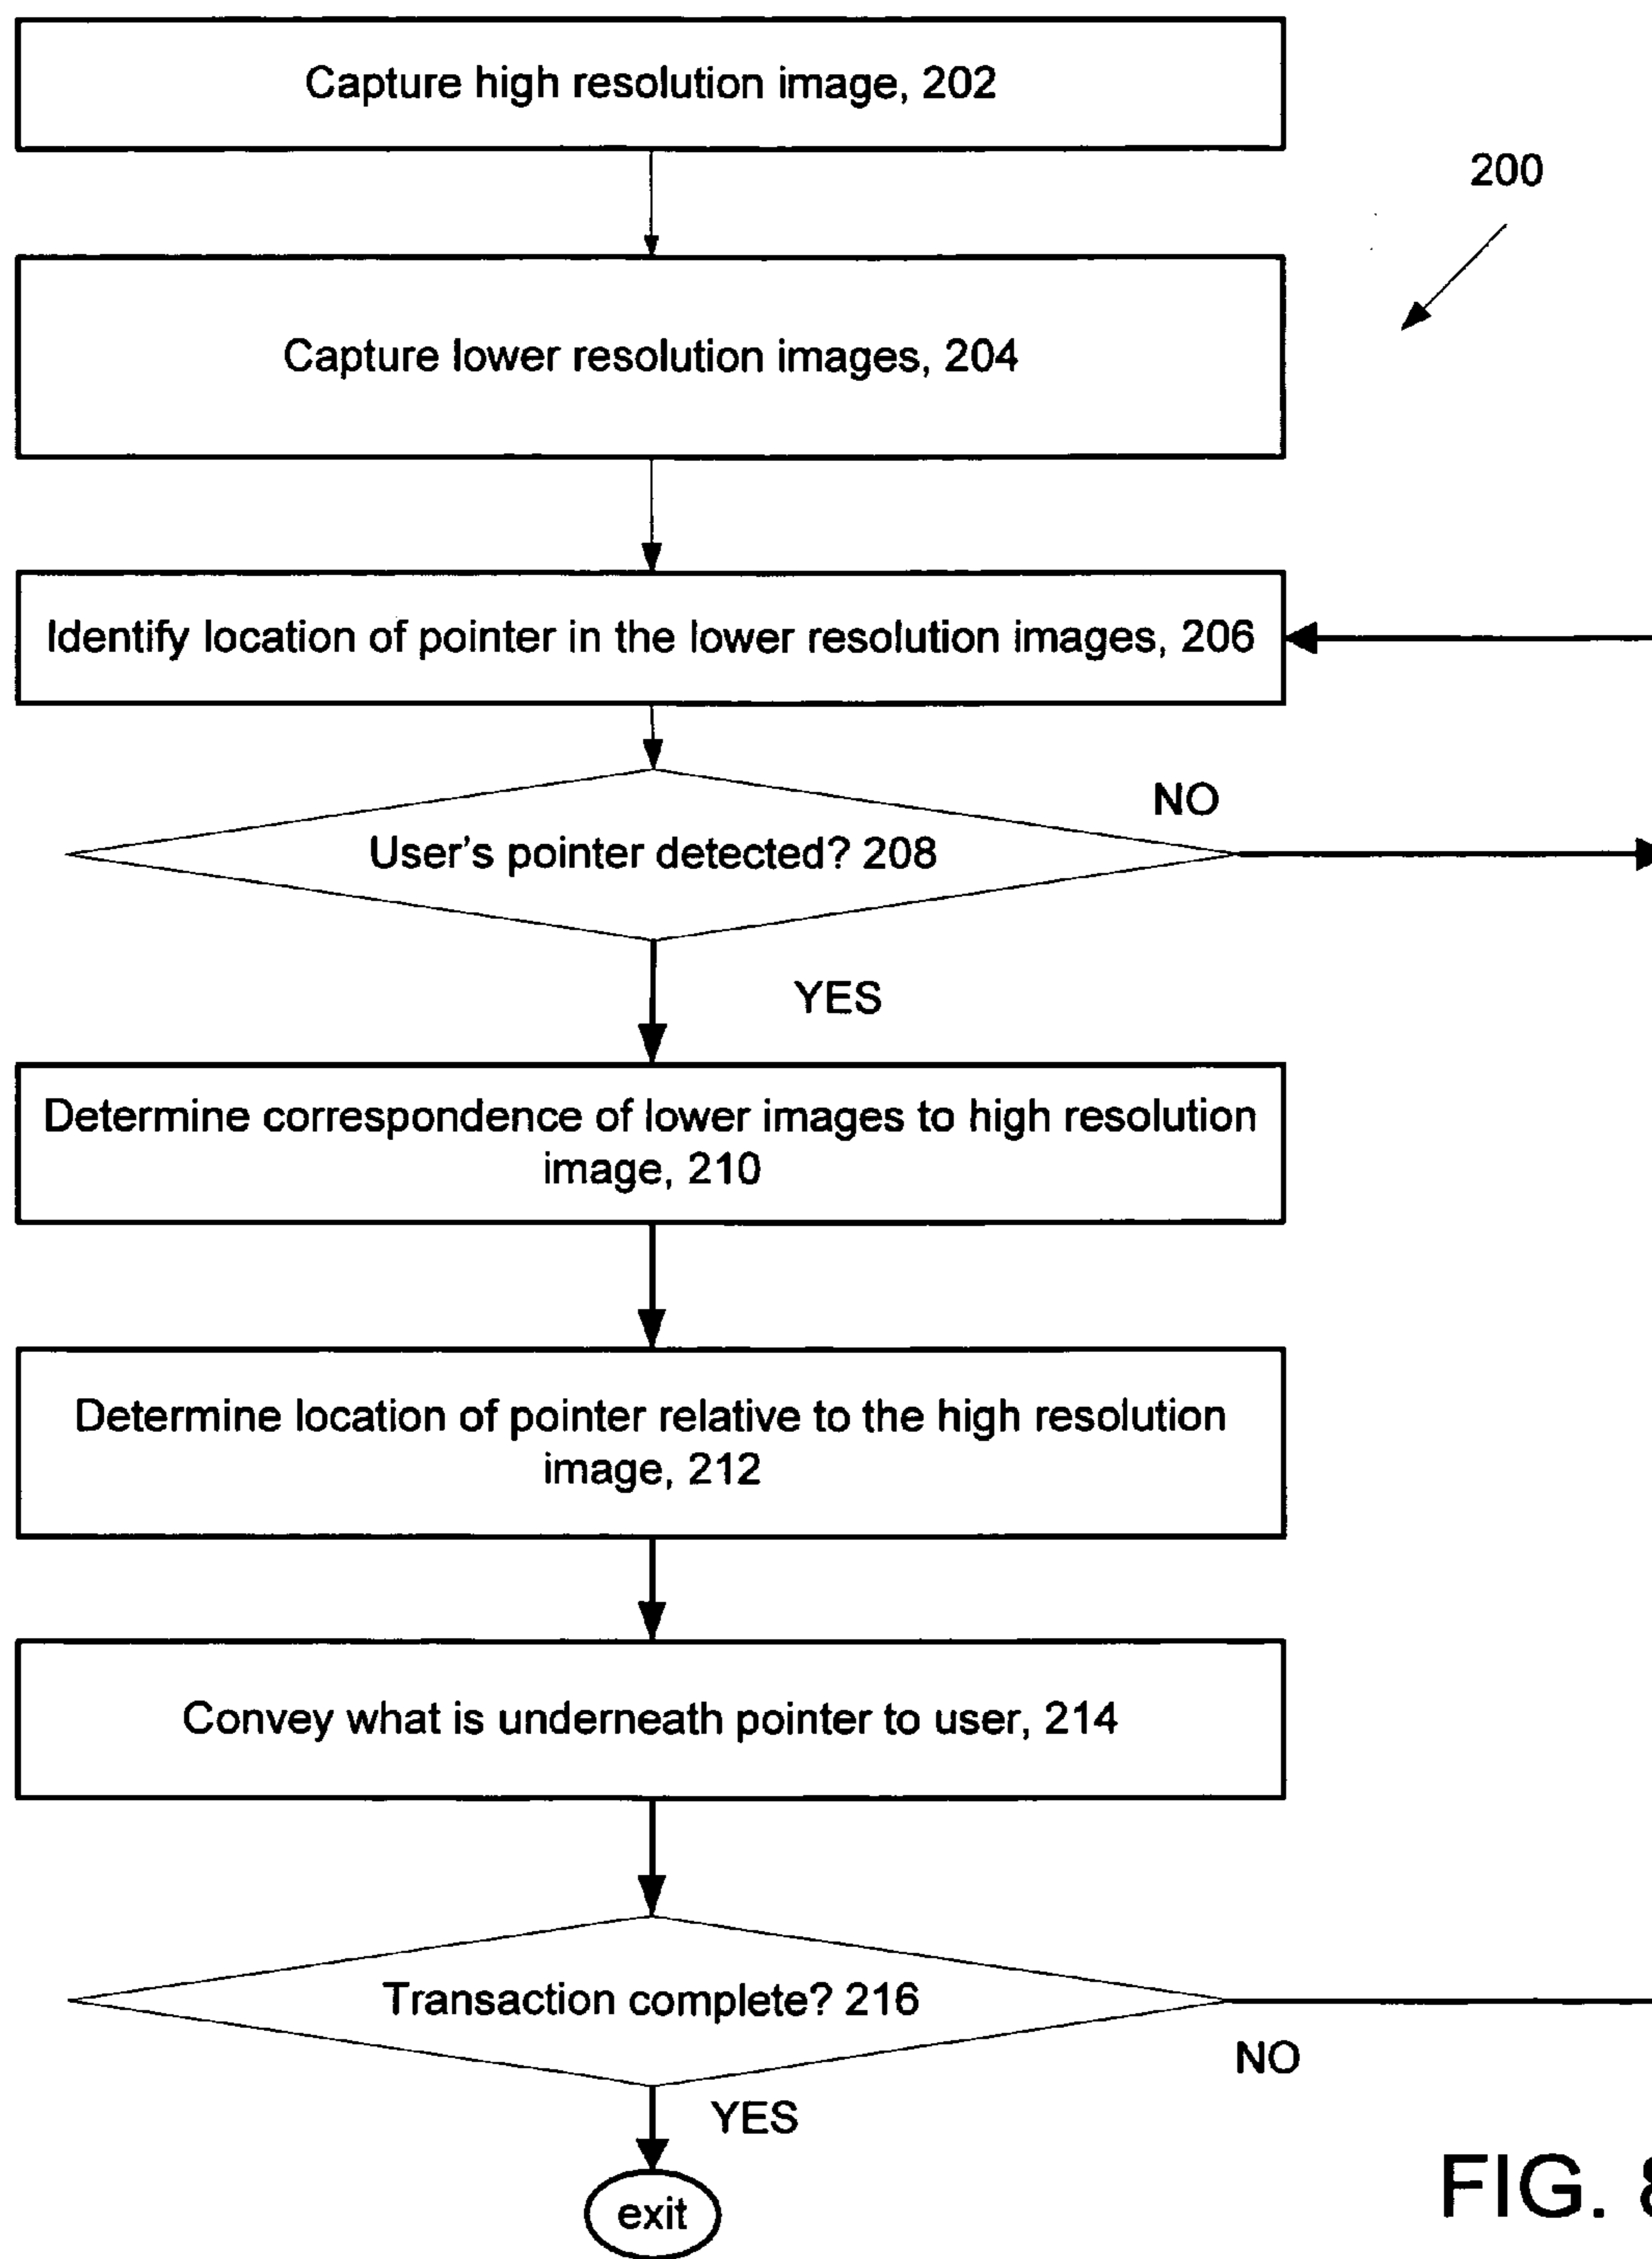 Capture high resolution image, 202
200
Capture lower resolution images, 204
Identify location of pointer in the lower resolution images, 206
NO
User's pointer detected? 208
YES
Determine correspondence of lower images to high resolution
image, 210
Determine location of pointer relative to the high resolution
image, 212
Convey what is underneath pointer to user, 214
Transaction complete? 216
NO
YES
exit
FIG. 8